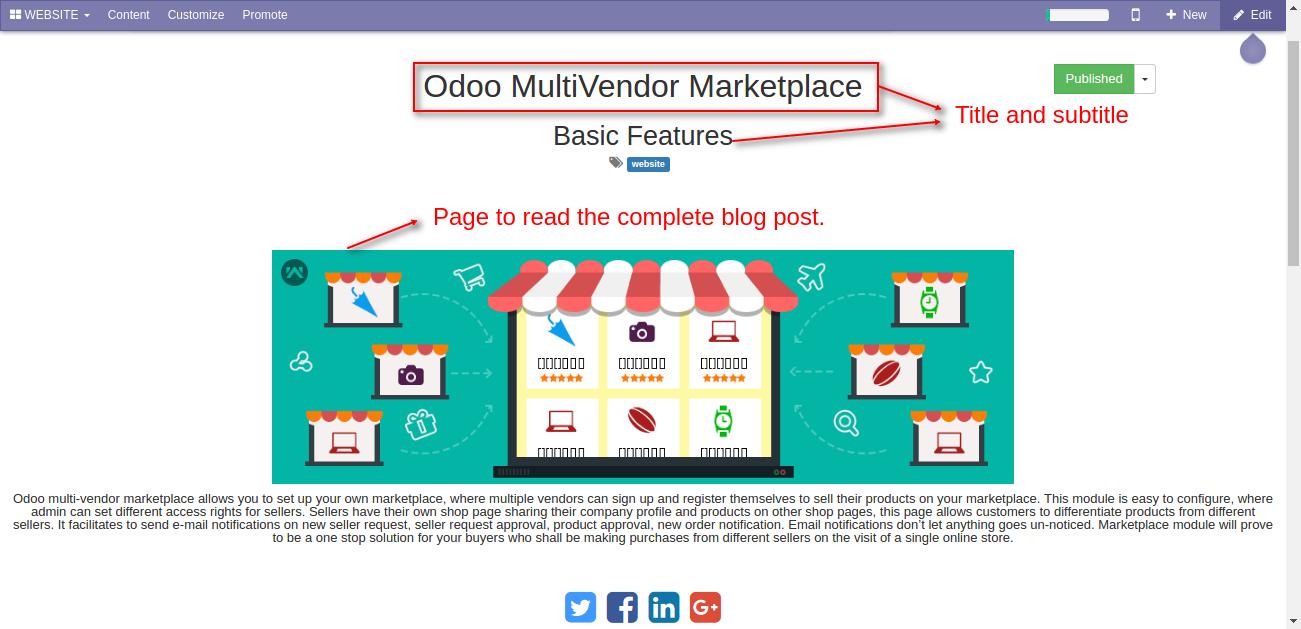 WEBSITE Content Customize Promote + New Edit
Odoo MultiVendor Marketplace
Published
Title and subtitle
Basic Features
website
Page to read the complete blog post.
Odoo multi-vendor marketplace allows you to set up your own marketplace, where multiple vendors can sign up and register themselves to sell their products on your marketplace. This module is easy to configure, where
admin can set different access rights for sellers. Sellers have their own shop page sharing their company profile and products on other shop pages, this page allows customers to differentiate products from different
sellers. It facilitates to send e-mail notifications on new seller request, seller request approval, product approval, new order notification. Email notifications don't let anything goes un-noticed. Marketplace module will prove
to be a one stop solution for your buyers who shall be making purchases from different sellers on the visit of a single online store.